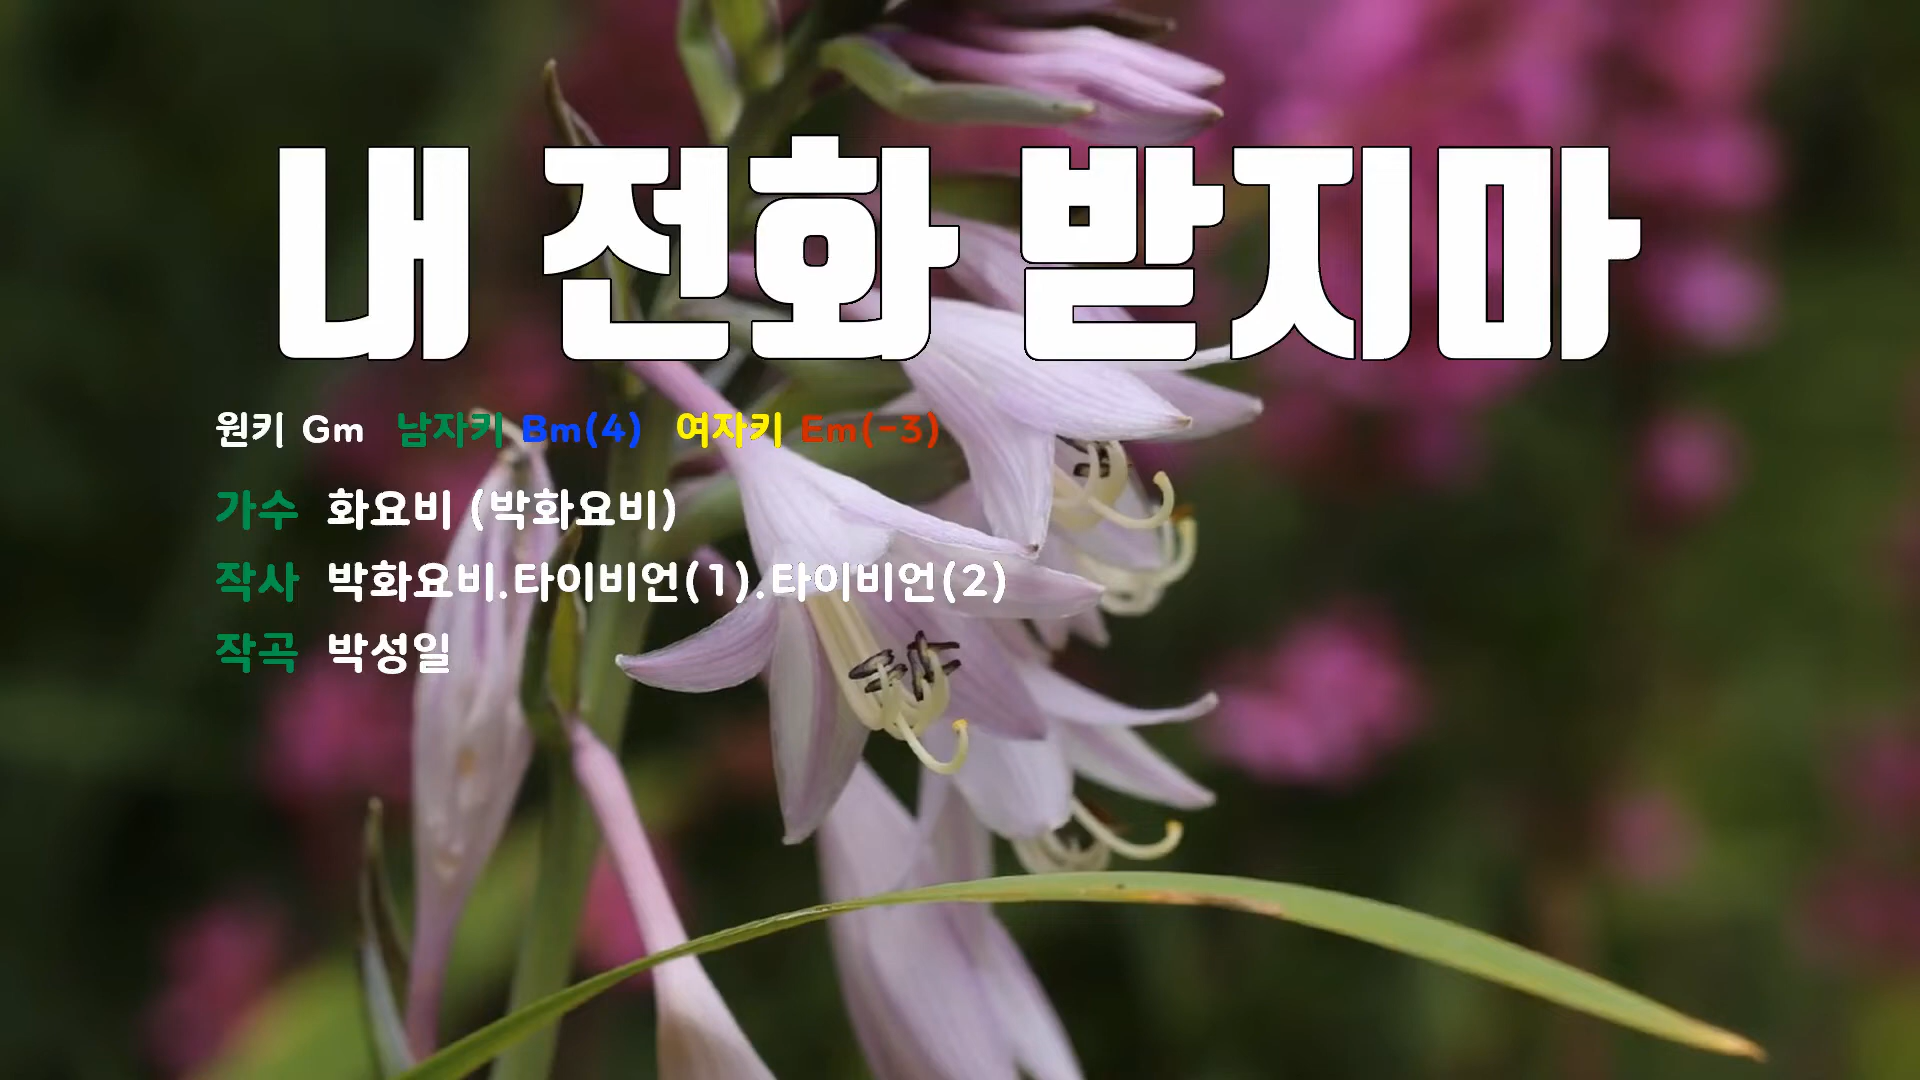 내 전화 받지마
원키 Gm 남자키 Bm(4) 여자키 Em(-3)
가수 화요비 (박화요비)
작사 박화요비.타이비언(1).타이비언(2)
작곡 박성일